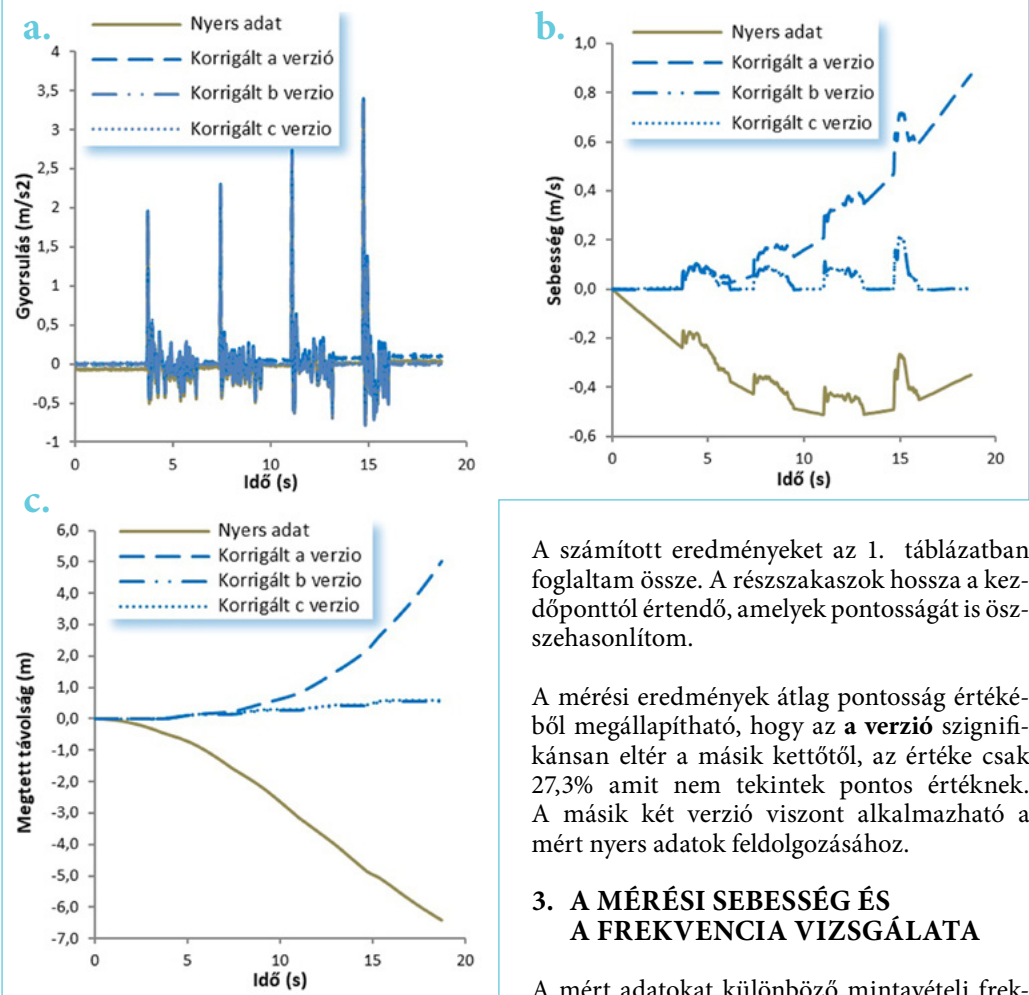 a.
Nyers adat
Korrigált a verzió
Korrigált b verzio
Korrigált c verzio
4
3,5
3
2,5
2
1,5
1
0,5
0
-0,5
-1
Gyorsulás (m/s2)
0
5
10
15
20
Idő (s)
b.
Nyers adat
Korrigált a verzio
Korrigált b verzio
Korrigált c verzio
1,0
0,8
0,6
0,4
0,2
0,0
-0,2
-0,4
-0,6
Sebesség (m/s)
0
5
10
15
20
Idő (s)
c.
Nyers adat
Korrigált a verzio
Korrigált b verzio
Korrigált c verzio
6,0
5,0
4,0
3,0
2,0
1,0
0,0
-1,0
-2,0
-3,0
-4,0
-5,0
-6,0
-7,0
Megtett távolság (m)
0
5
10
15
20
Idő (s)
A számított eredményeket az 1. táblázatban
foglaltam össze. A részszakaszok hossza a kez-
dőponttól értendő, amelyek pontosságát is ösz-
szehasonlítom.
A mérési eredmények átlag pontosság értéké-
ből megállapítható, hogy az a verzió szignifi-
kánsan eltér a másik kettőtől, az értéke csak
27,3% amit nem tekintek pontos értéknek.
A másik két verzió viszont alkalmazható a
mért nyers adatok feldolgozásához.
3. A MÉRÉSI SEBESSÉG ÉS
A FREKVENCIA VIZSGÁLATA
A mért adatokat különböző mintavételi frek-